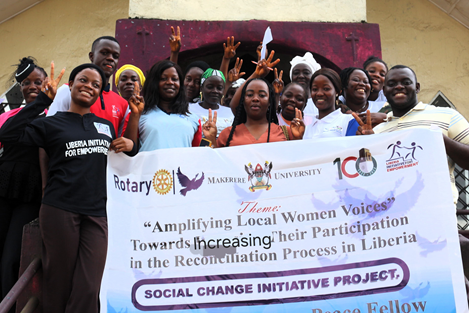 LIBERIA INITIATIVE
FOR EMPOWERMENT
Rotary
MAKERERE UNIVERSITY
100
Theme:
"Amplifying Local Women Voices"
Towards Increasing Their Participation
in the Reconciliation Process in Liberia
SOCIAL CHANGE INITIATIVE PROJECT,
Peace Fellow